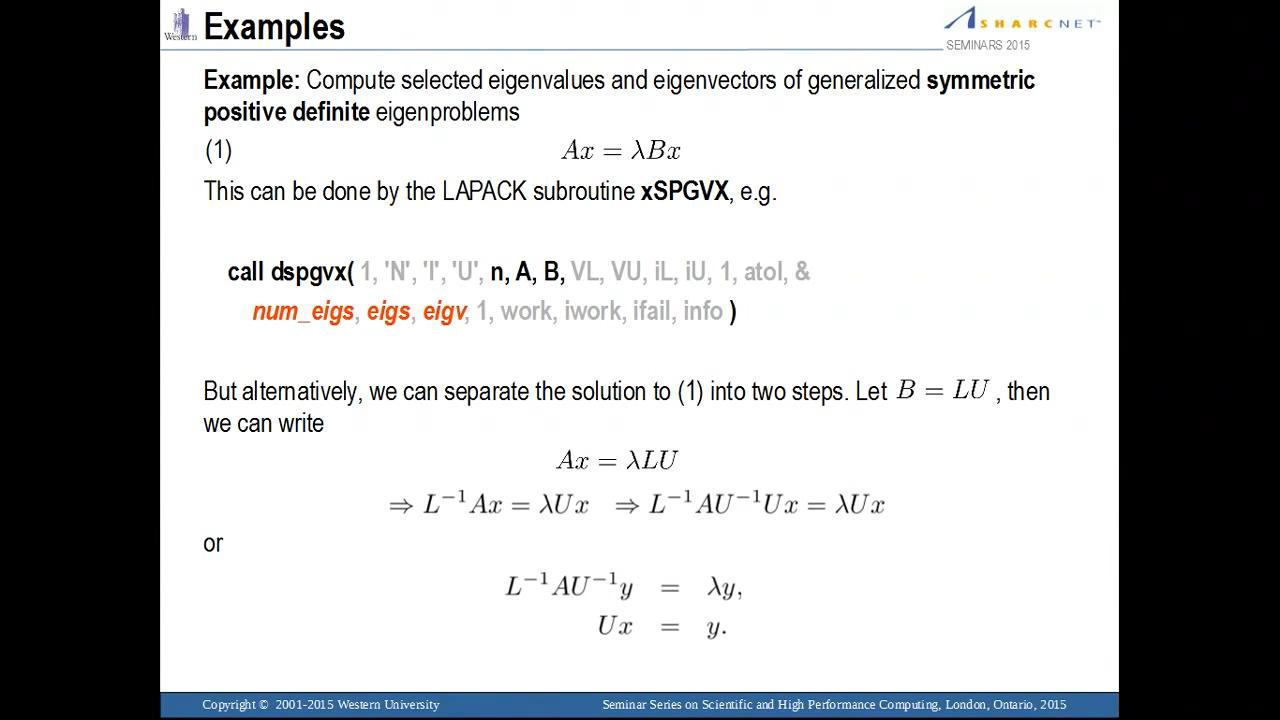 Western
Examples
SHARCNET™
SEMINARS 2015
Example: Compute selected eigenvalues and eigenvectors of generalized symmetric
positive definite eigenproblems
(1) Ax = λBx
This can be done by the LAPACK subroutine xSPGVX, e.g.
call dspgvx( 1, 'N', 'I', 'U', n, A, B, VL, VU, iL, iU, 1, atol, &
num_eigs, eigs, eigv, 1, work, iwork, ifail, info )
But alternatively, we can separate the solution to (1) into two steps. Let B = LU , then
we can write
Ax = λLU
⇒ L⁻¹Ax = λUx ⇒ L⁻¹AU⁻¹Ux = λUx
or
L⁻¹AU⁻¹y = λy,
Ux = y.
Copyright © 2001-2015 Western University
Seminar Series on Scientific and High Performance Computing, London, Ontario, 2015